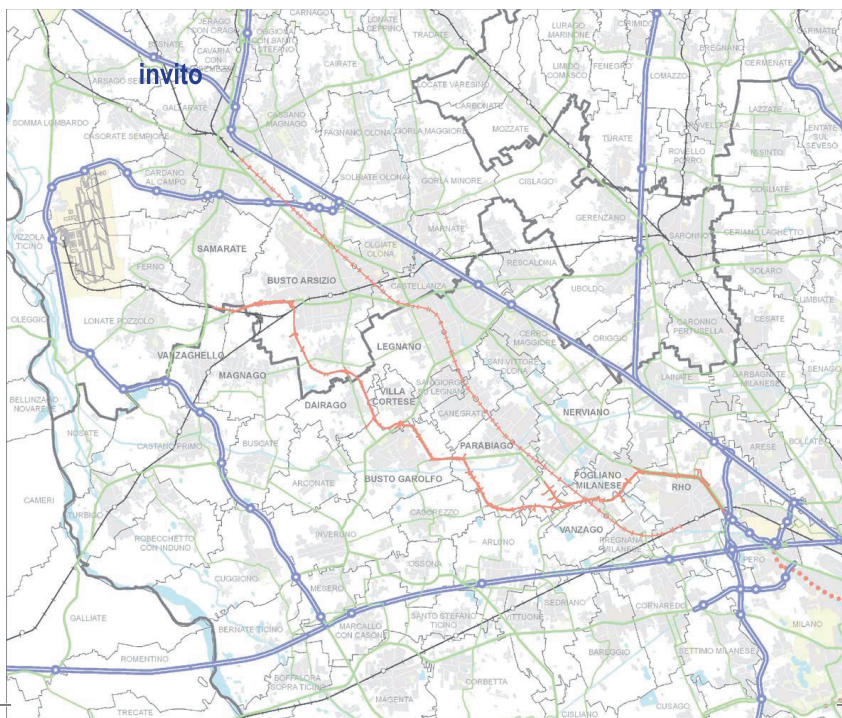 CARNAGO
LONATE
CEPPINO
JERAGO
CON ORAGO
OGGIONA
CON SANTO
STEFANO
LURAGO
MARINONE
CIRIMIDO
CARIMATE
BESNATE
CAVARIA
CON
TRADATE
BREGNANO
FENEGRO
CERMENATE
invito
ARSAGO
CAIRATE
LIMIDO
COMASCO
LOMAZZO
LOCATE VARESINO
CARBONATE
GALLARATE
CASSANO
MAGNAGO
LAZZATE
SOMMA LOMBARDO
CASORATE SEMPIONE
FAGNANO OLONA
GORLA MAGGIORE
MOZZATE
TURATE
LENTATE
SUL
SEVESO
ROVELLO
PORRO
CARDANO
AL CAMPO
SOLBIATE OLONA
GORLA MINORE
CISLAGO
COGLIATE
MARNATE
GERENZANO
VIZZOLA
TICINO
SAMARATE
OLGIATE
OLONA
SARONNO
CERIANO LAGHETTO
FERNO
RESCALDINA
SOLARO
BUSTO ARSIZIO
CASTELLANZA
UBOLDO
LIMBIATE
OLEGGIO
LONATE POZZOLO
CARONNO
PERTUSELLA
CESATE
CERRO
MAGGIORE
ORIGGIO
VANZAGHELLO
LEGNANO
SAN VITTORE
OLONA
MAGNAGO
SENAGO
LAINATE
GARBAGNATE
MILANESE
BELLINZAGO
NOVARESE
VILLA
CORTESE
SAN GIORGIO
SU LEGNANO
DAIRAGO
CANEGRATE
NERVIANO
NOSATE
CASTANO PRIMO
BUSCATE
PARABIAGO
ARESE
BOLLATE
BUSTO GAROLFO
POGLIANO
MILANESE
ARCONATE
RHO
CAMERI
TURBIGO
CASOREZZO
VANZAGO
ROBECCHETTO
CON INDUNO
INVERUNO
ARLUNO
PREGNANA
MILANESE
OSSONA
PERO
CUGGIONO
MESERO
SEDRIANO
CORNAREDO
GALLIATE
BERNATE TICINO
MARCALLO
CON CASONE
SANTO STEFANO
TICINO
VITTUONE
MILANO
ROMENTINO
BAREGGIO
SETTIMO MILANESE
BOFFALORA
SOPRA TICINO
CORBETTA
MAGENTA
CUSAGO
TRECATE
CISLIANO